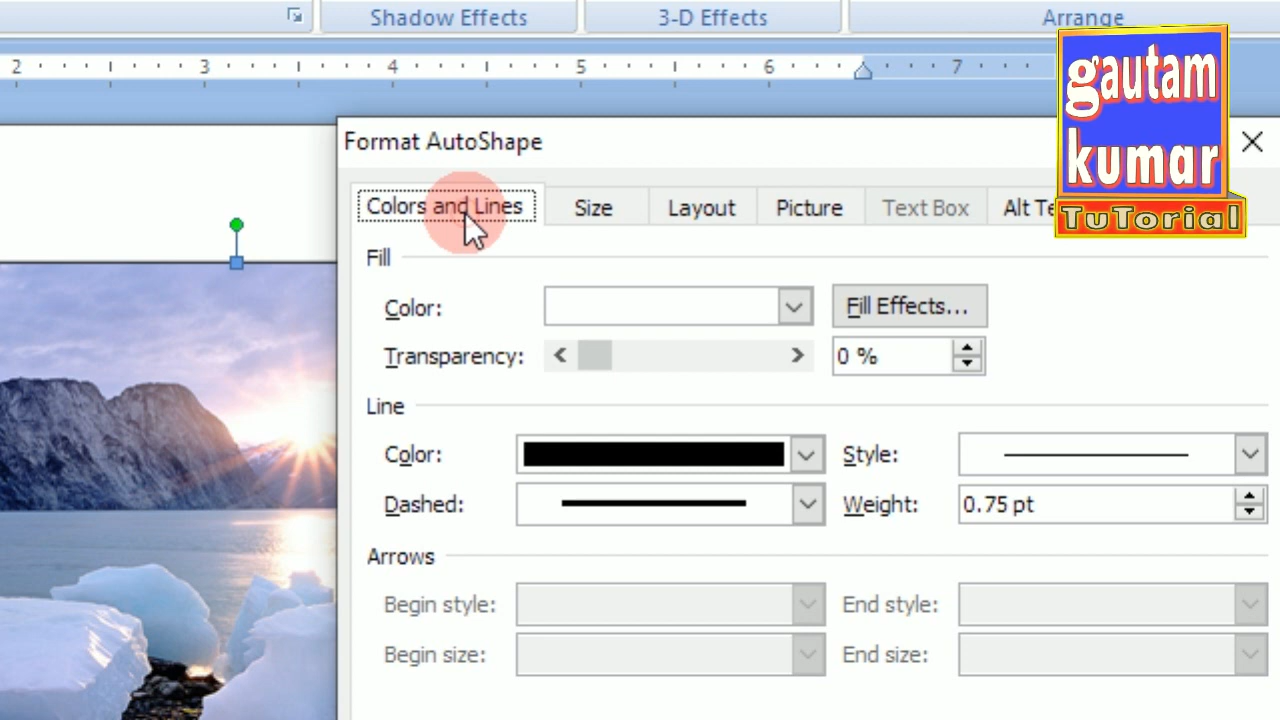 Shadow Effects 3-D Effects Arrange
2 3 4 5 6 7
gautam
kumar
TuTorial
Format AutoShape
Colors and Lines Size Layout Picture Text Box Alt Te
Fill
Color: Fill Effects...
Transparency: 0 %
Line
Color: Style:
Dashed: Weight: 0.75 pt
Arrows
Begin style: End style:
Begin size: End size: